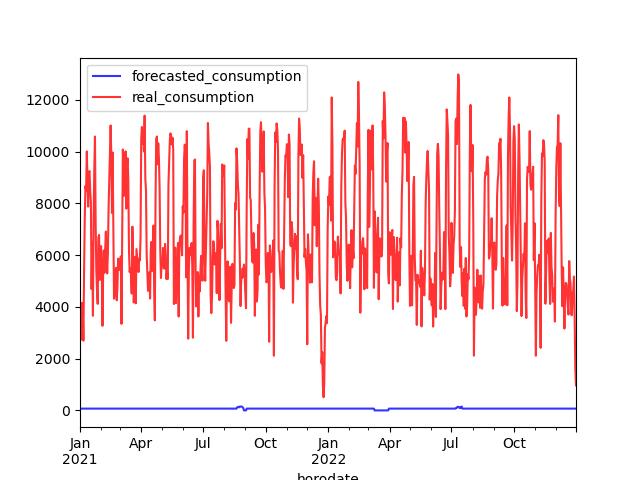 forecasted_consumption
real_consumption
12000
10000
8000
6000
4000
2000
0
Jan Apr Jul Oct Jan Apr Jul Oct
2021 2022
horodate